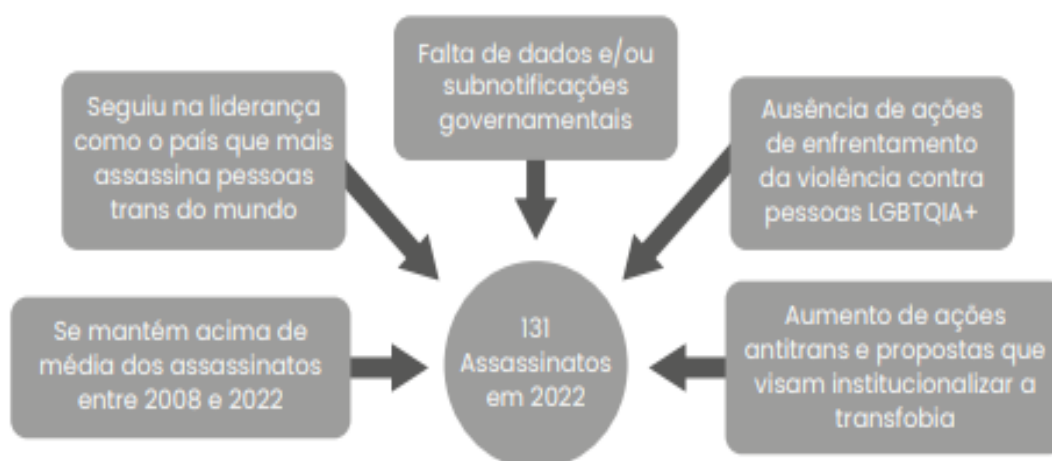 Falta de dados e/ou
subnotificações
governamentais
Seguiu na liderança
como o país que mais
assassina pessoas
trans do mundo
Ausência de ações
de enfrentamento
da violência contra
pessoas LGBTQIA+
Se mantém acima de
média dos assassinatos
entre 2008 e 2022
131
Assassinatos
em 2022
Aumento de ações
antitrans e propostas que
visam institucionalizar a
transfobia